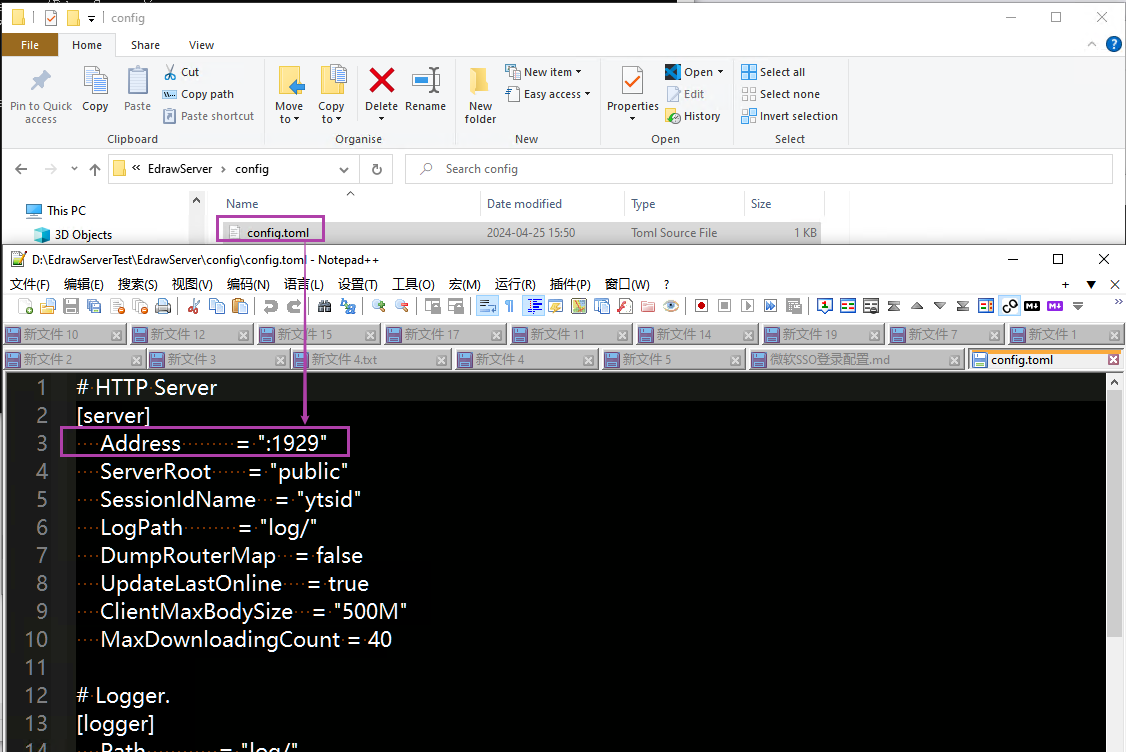 config
File Home Share View
Pin to Quick access
Copy
Paste
Cut
Copy path
Paste shortcut
Clipboard
Move to
Copy to
Delete
Rename
Organise
New folder
New item
Easy access
New
Properties
Open
Edit
History
Open
Select all
Select none
Invert selection
Select
« EdrawServer › config
Search config
This PC
3D Objects
Name Date modified Type Size
config.toml 2024-04-25 15:50 Toml Source File 1 KB
D:\EdrawServerTest\EdrawServer\config\config.toml - Notepad++
文件(F) 编辑(E) 搜索(S) 视图(V) 编码(N) 语言(L) 设置(T) 工具(O) 宏(M) 运行(R) 插件(P) 窗口(W) ?
新文件 10 新文件 12 新文件 15 新文件 17 新文件 11 新文件 14 新文件 19 新文件 7 新文件 1
新文件 2 新文件 3 新文件 4.txt 新文件 4 新文件 5 微软SSO登录配置.md config.toml
1 # HTTP Server
2 [server]
3 Address = ":1929"
4 ServerRoot = "public"
5 SessionIdName = "ytsid"
6 LogPath = "log/"
7 DumpRouterMap = false
8 UpdateLastOnline = true
9 ClientMaxBodySize = "500M"
10 MaxDownloadingCount = 40
11
12 # Logger.
13 [logger]
14 Path = "log/"